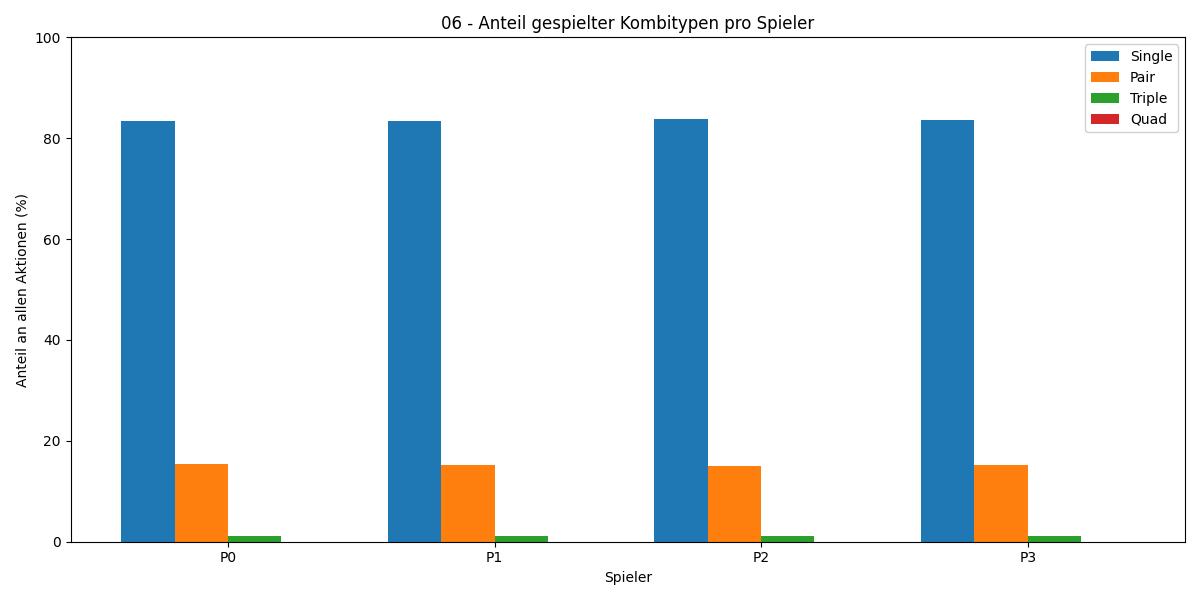 06 - Anteil gespielter Kombitypen pro Spieler
Anteil an allen Aktionen (%)
100
80
60
40
20
0
Single
Pair
Triple
Quad
P0
P1
P2
P3
Spieler